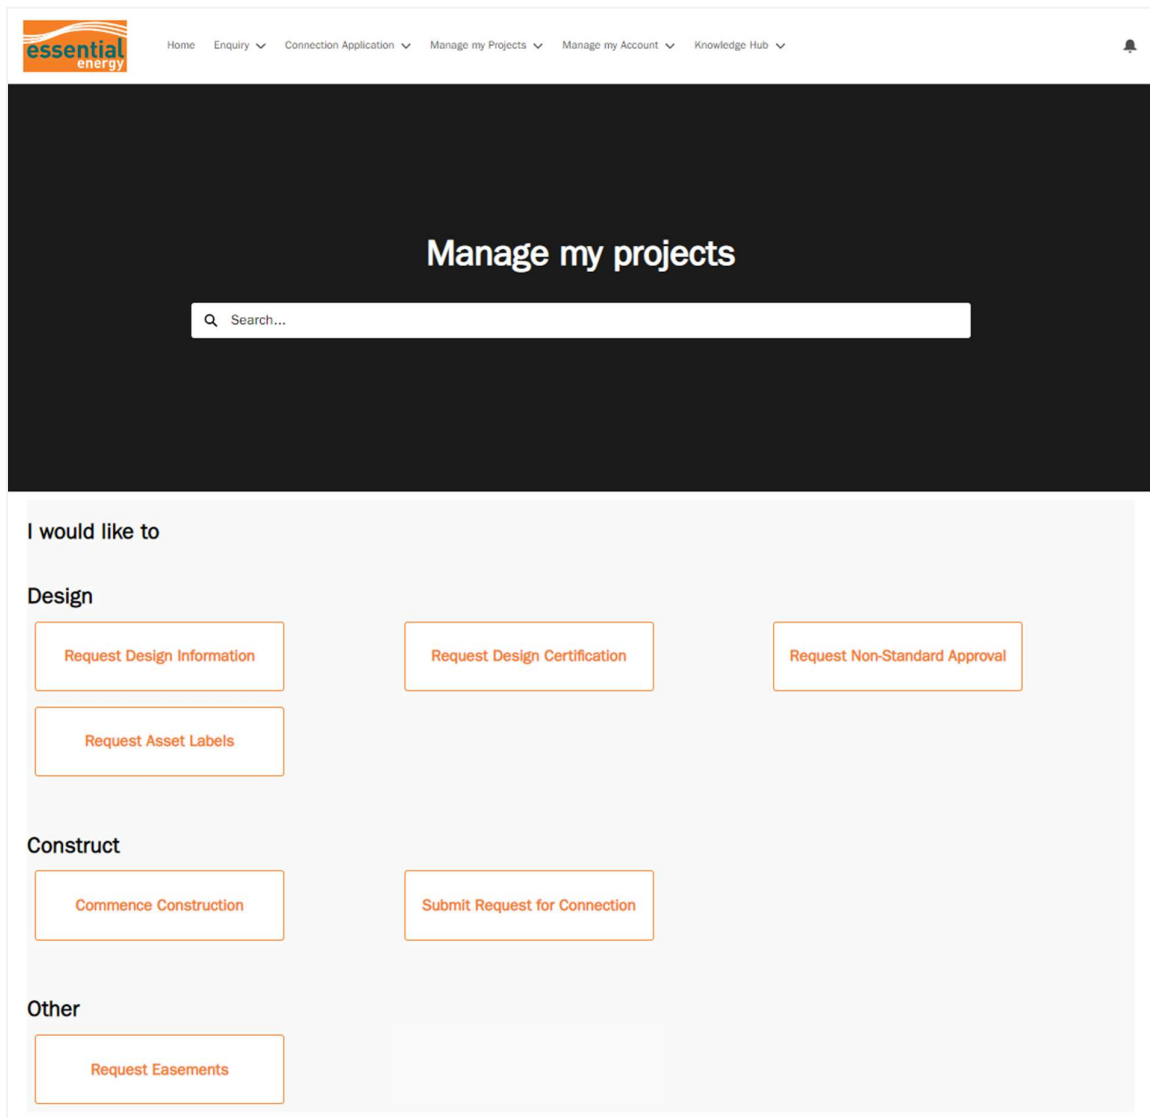 essential
energy
Home Enquiry Connection Application Manage my Projects Manage my Account Knowledge Hub
Manage my projects
Search...
I would like to
Design
Request Design Information Request Design Certification Request Non-Standard Approval
Request Asset Labels
Construct
Commence Construction Submit Request for Connection
Other
Request Easements